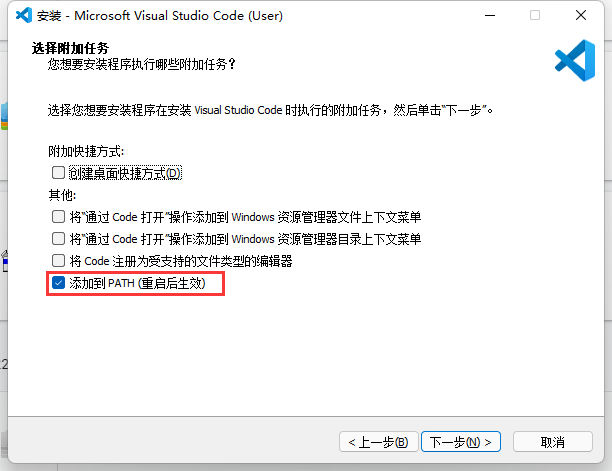 安装 - Microsoft Visual Studio Code (User)
选择附加任务
您想要安装程序执行哪些附加任务？
选择您想要安装程序在安装 Visual Studio Code 时执行的附加任务，然后单击“下一步”。
附加快捷方式:
创建桌面快捷方式(D)
其他:
将“通过 Code 打开”操作添加到 Windows 资源管理器文件上下文菜单
将“通过 Code 打开”操作添加到 Windows 资源管理器目录上下文菜单
将 Code 注册为受支持的文件类型的编辑器
添加到 PATH (重启后生效)
< 上一步(B)
下一步(N) >
取消